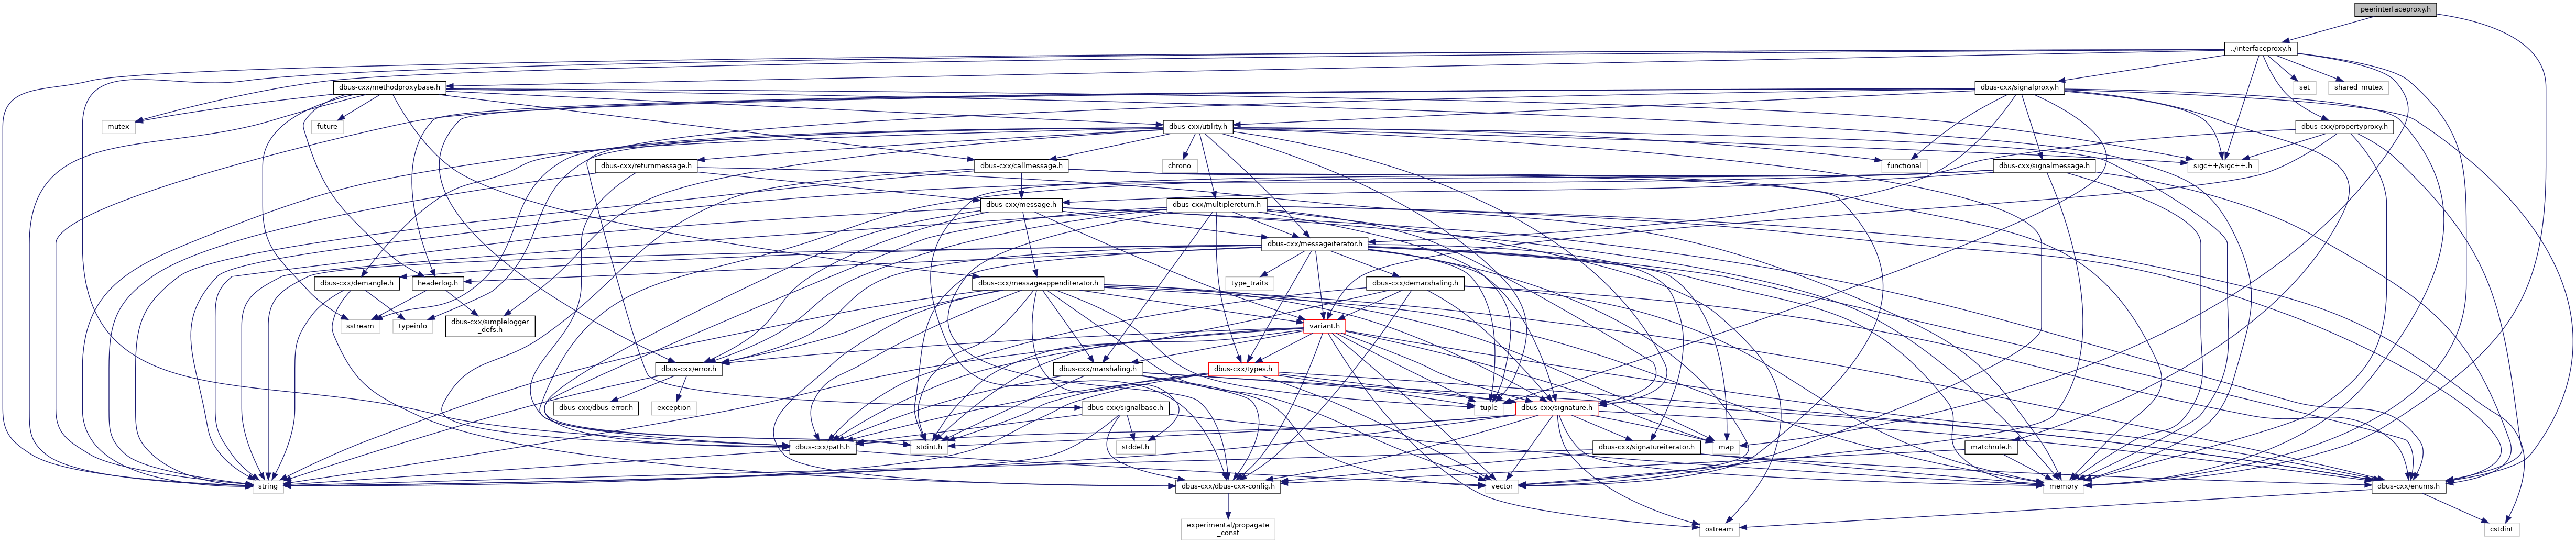 peerinterfaceproxy.h
../interfaceproxy.h
dbus-cxx/methodproxybase.h
dbus-cxx/signalproxy.h
set
shared_mutex
mutex
future
dbus-cxx/utility.h
dbus-cxx/propertyproxy.h
dbus-cxx/returnmessage.h
dbus-cxx/callmessage.h
chrono
functional
dbus-cxx/signalmessage.h
sigc++/sigc++.h
dbus-cxx/message.h
dbus-cxx/multiplereturn.h
dbus-cxx/messageiterator.h
dbus-cxx/demangle.h
headerlog.h
dbus-cxx/messageappenditerator.h
type_traits
dbus-cxx/demarshaling.h
sstream
typeinfo
dbus-cxx/simplelogger
_defs.h
variant.h
dbus-cxx/error.h
dbus-cxx/marshaling.h
dbus-cxx/types.h
dbus-cxx/dbus-error.h
exception
dbus-cxx/signalbase.h
tuple
dbus-cxx/signature.h
dbus-cxx/path.h
stdint.h
stddef.h
dbus-cxx/signatureiterator.h
map
matchrule.h
string
dbus-cxx/dbus-cxx-config.h
vector
memory
dbus-cxx/enums.h
experimental/propagate
_const
ostream
cstdint